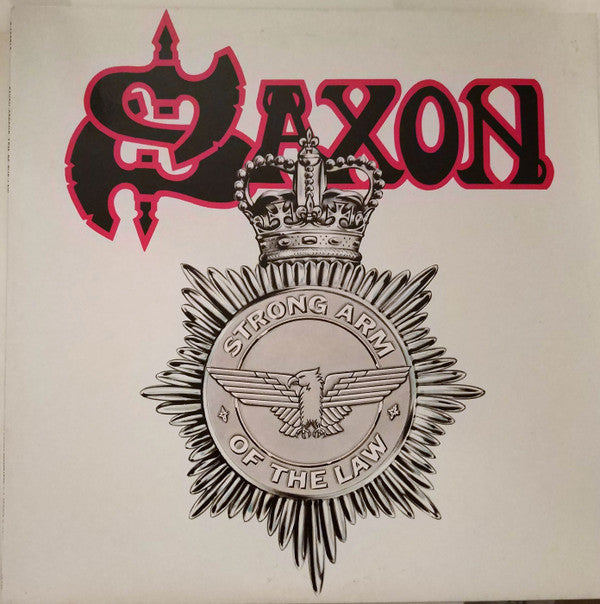 SAXON
STRONG ARM
OF THE LAW